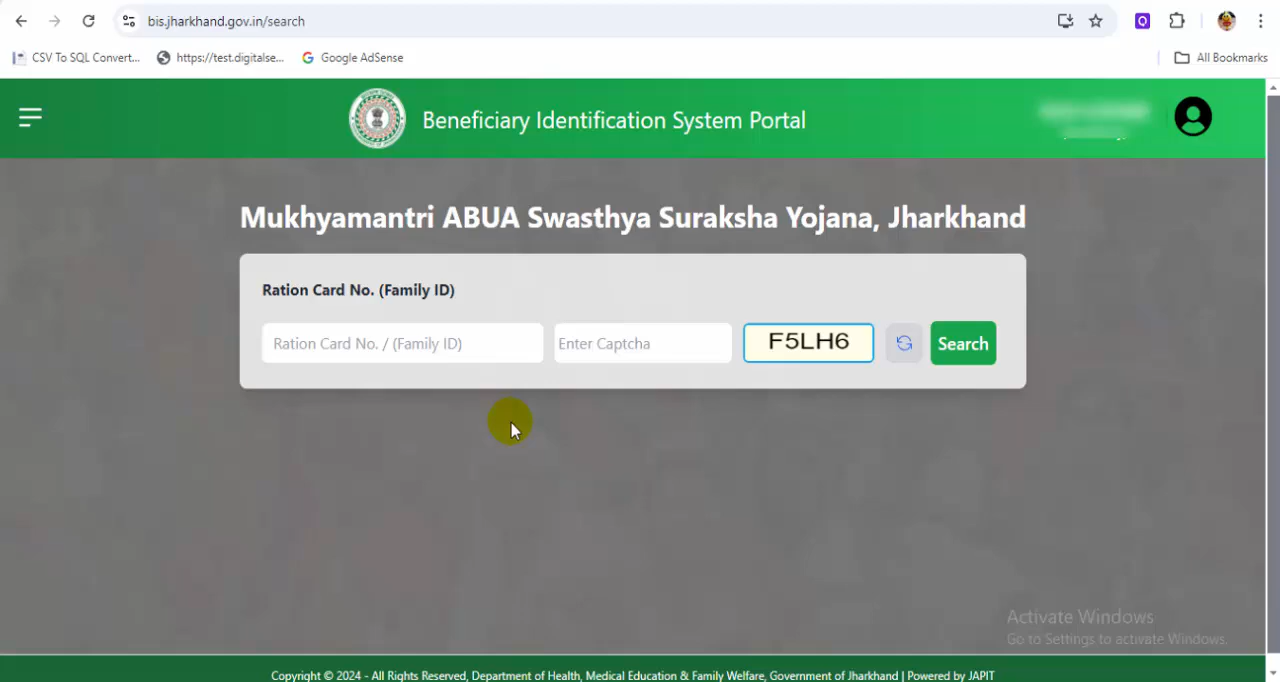 bis.jharkhand.gov.in/search
CSV To SQL Convert... https://test.digitalse... Google AdSense All Bookmarks
Beneficiary Identification System Portal
Mukhyamantri ABUA Swasthya Suraksha Yojana, Jharkhand
Ration Card No. (Family ID)
Ration Card No. / (Family ID) Enter Captcha F5LH6 Search
Activate Windows
Go to Settings to activate Windows.
Copyright © 2024 - All Rights Reserved, Department of Health, Medical Education & Family Welfare, Government of Jharkhand | Powered by JAPIT